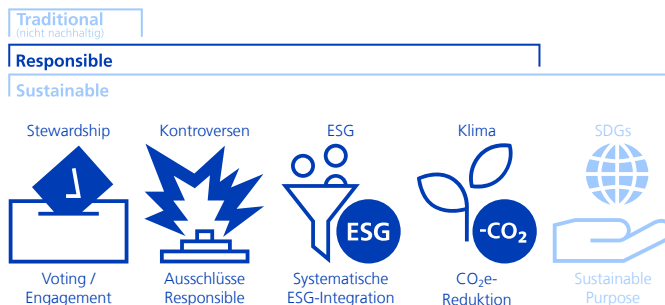 Traditional
(nicht nachhaltig)
Responsible
Sustainable
Stewardship
Kontroversen
ESG
Klima
SDGs
ESG
-CO₂
Voting /
Engagement
Ausschlüsse
Responsible
Systematische
ESG-Integration
CO₂e-
Reduktion
Sustainable
Purpose